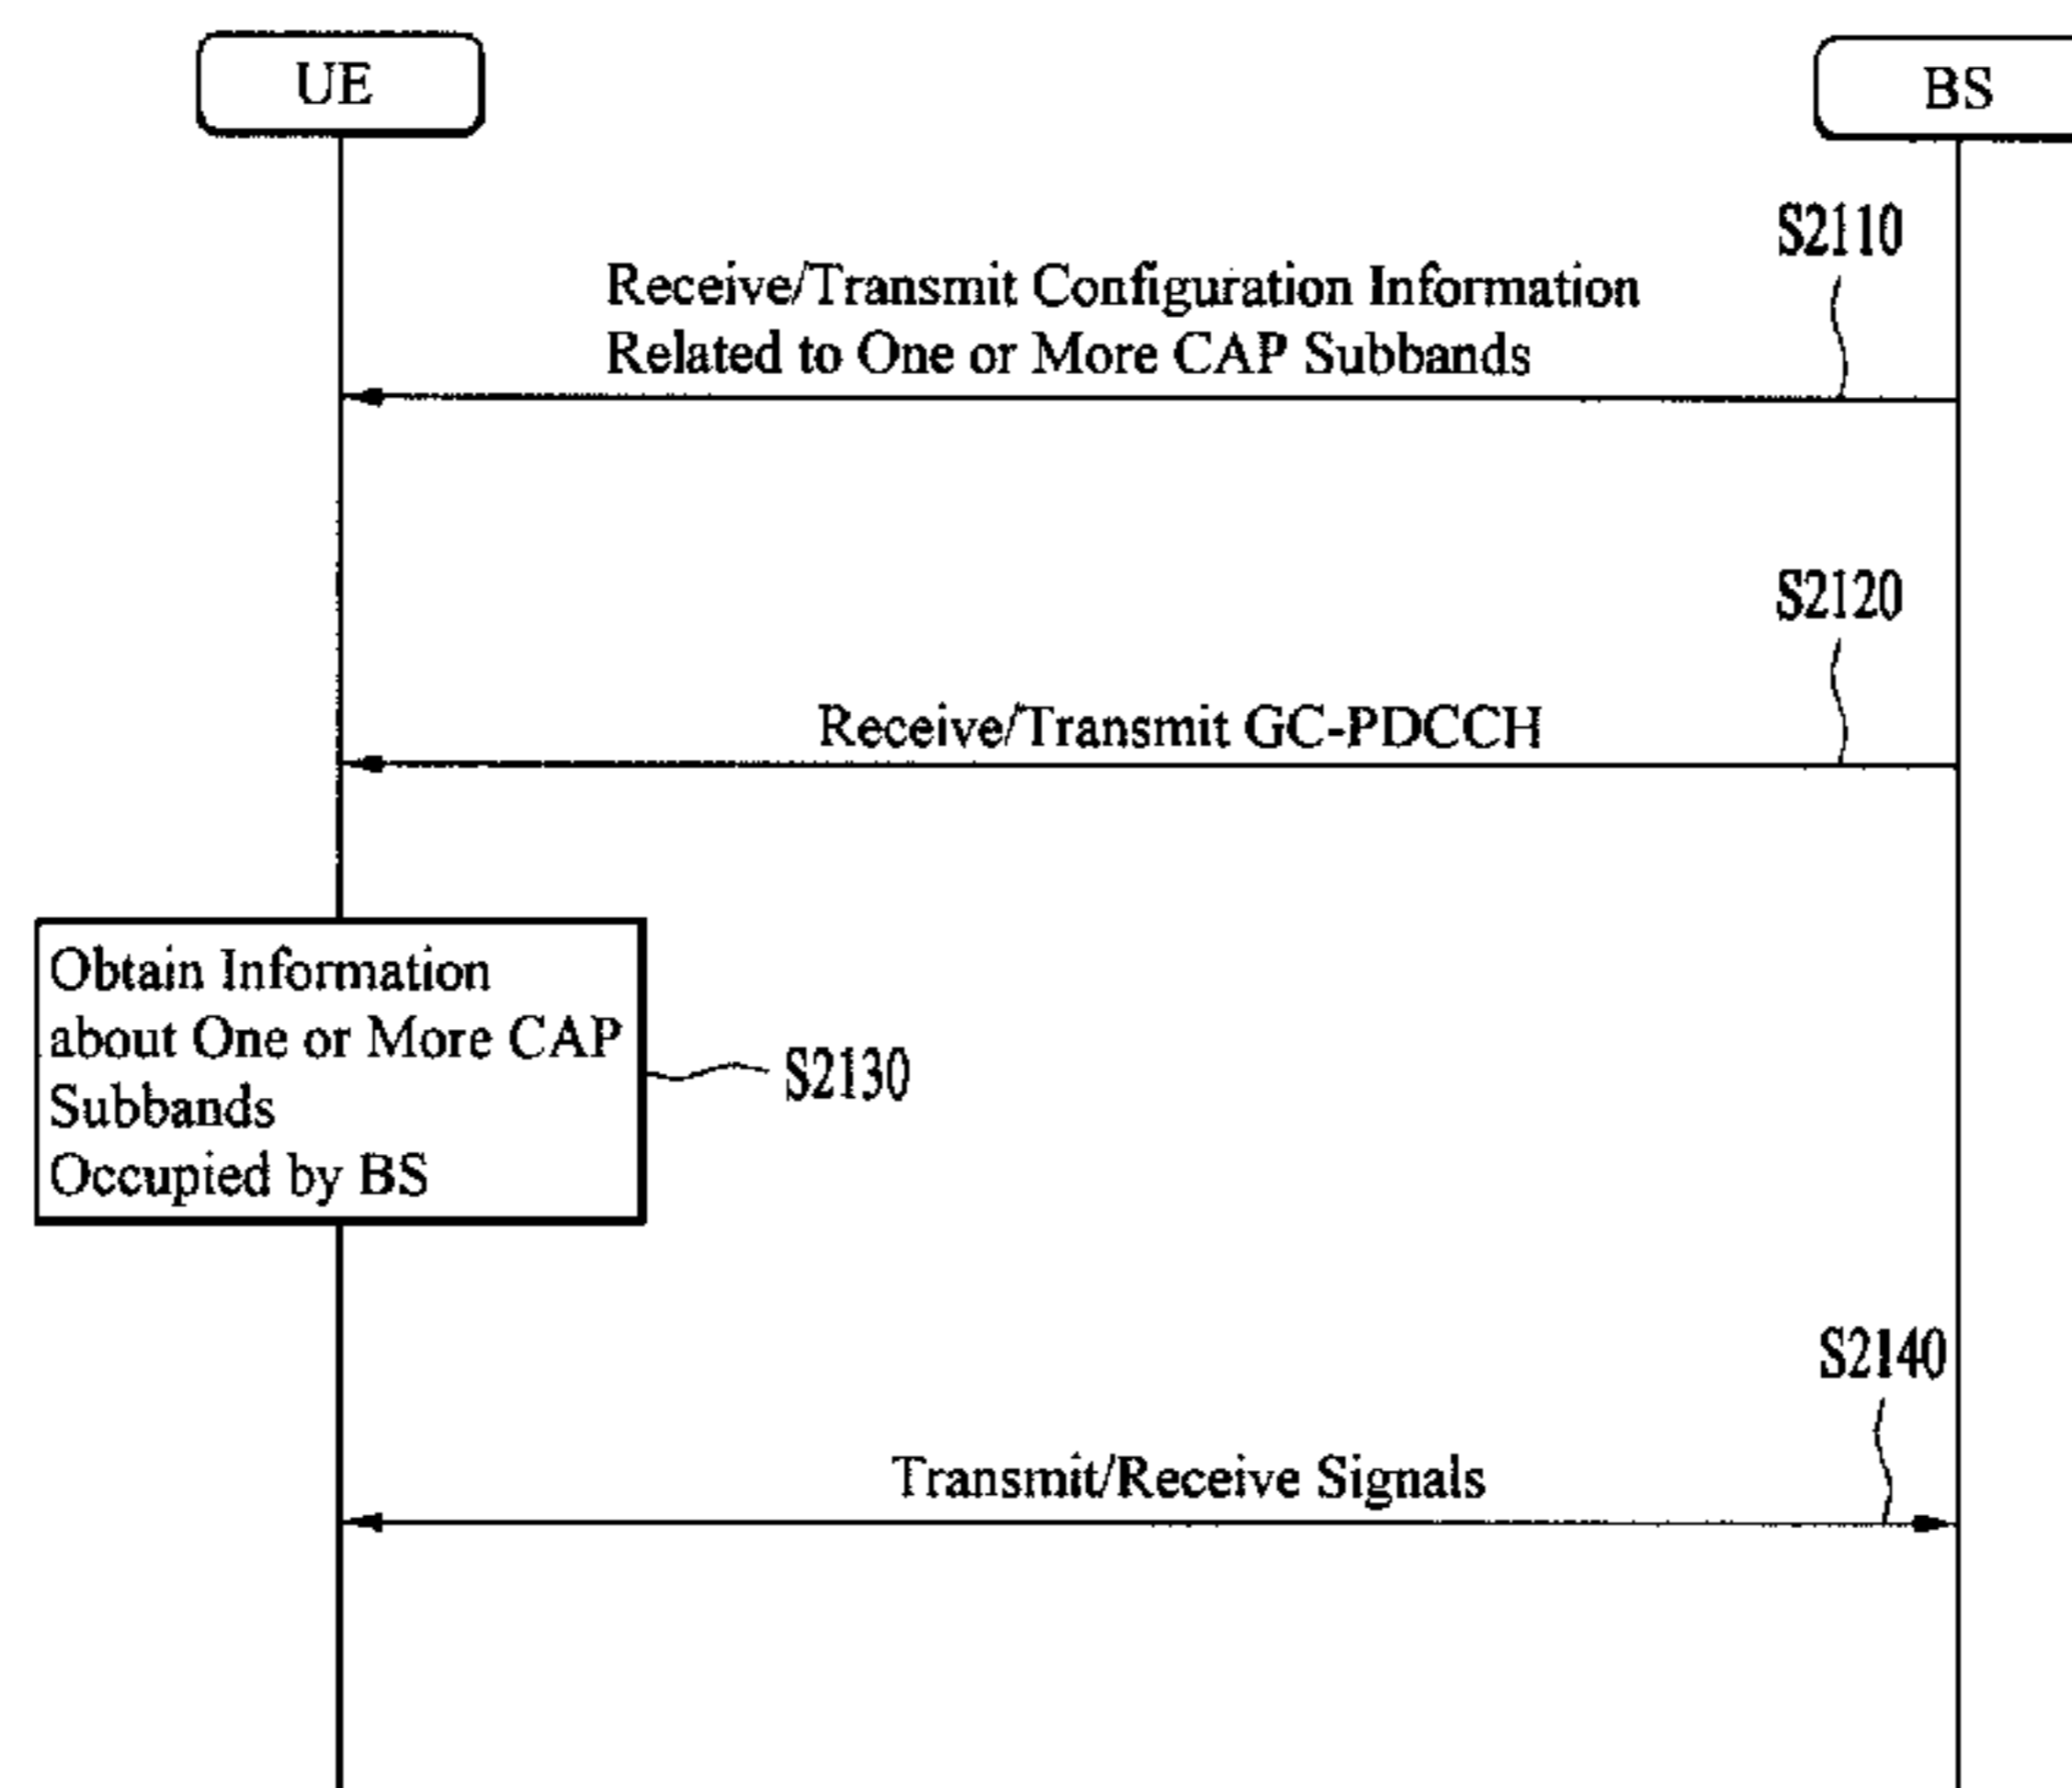 UE
BS
S2110
Receive/Transmit Configuration Information
Related to One or More CAP Subbands
S2120
Receive/Transmit GC-PDCCH
Obtain Information
about One or More CAP
Subbands
Occupied by BS
S2130
S2140
Transmit/Receive Signals